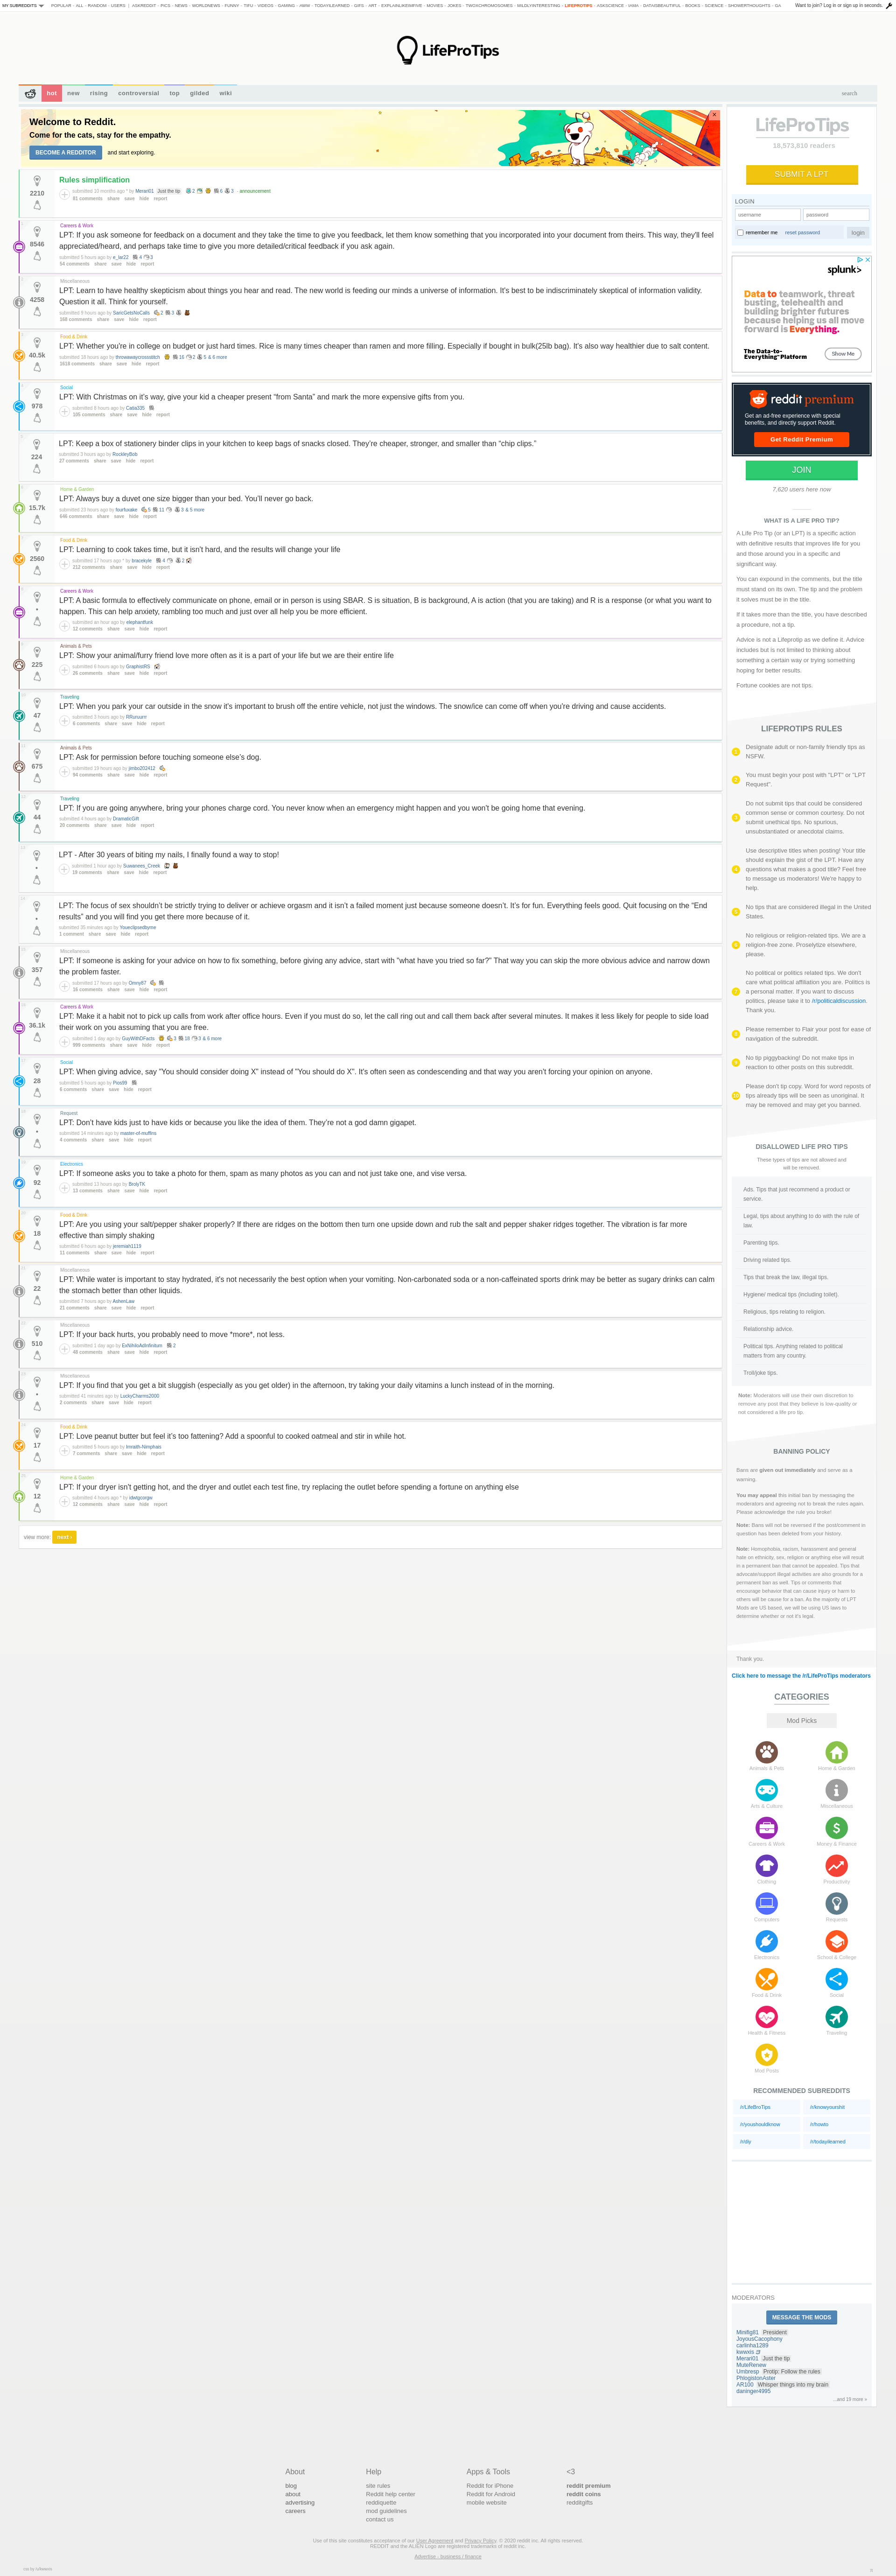 MY SUBREDDITS POPULAR - ALL - RANDOM - USERS | ASKREDDIT - PICS - NEWS - WORLDNEWS - FUNNY - TIFU - VIDEOS - GAMING - AWW - TODAYILEARNED - GIFS - ART - EXPLAINLIKEIMFIVE - MOVIES - JOKES - TWOXCHROMOSOMES - MILDLYINTERESTING - LIFEPROTIPS - ASKSCIENCE - IAMA - DATAISBEAUTIFUL - BOOKS - SCIENCE - SHOWERTHOUGHTS - GA
Want to join? Log in or sign up in seconds.
LifeProTips
hot new rising controversial top gilded wiki
search
Welcome to Reddit.
Come for the cats, stay for the empathy.
BECOME A REDDITOR and start exploring.
2210
Rules simplification
submitted 10 months ago * by Merari01 Just the tip 2 6 3 - announcement
81 comments share save hide report
8546
Careers & Work
LPT: If you ask someone for feedback on a document and they take the time to give you feedback, let them know something that you incorporated into your document from theirs. This way, they'll feel
appreciated/heard, and perhaps take time to give you more detailed/critical feedback if you ask again.
submitted 5 hours ago by e_lar22 4 3
64 comments share save hide report
4258
Miscellaneous
LPT: Learn to have healthy skepticism about things you hear and read. The new world is feeding our minds a universe of information. It's best to be indiscriminately skeptical of information validity.
Question it all. Think for yourself.
submitted 9 hours ago by SaricGetsNoCalls 2 3
168 comments share save hide report
40.5k
Food & Drink
LPT: Whether you're in college on budget or just hard times. Rice is many times cheaper than ramen and more filling. Especially if bought in bulk(25lb bag). It's also way healthier due to salt content.
submitted 18 hours ago by throwawaycrossstitch 16 2 5 & 6 more
1618 comments share save hide report
978
Social
LPT: With Christmas on it's way, give your kid a cheaper present "from Santa" and mark the more expensive gifts from you.
submitted 8 hours ago by Catia335
105 comments share save hide report
224
LPT: Keep a box of stationery binder clips in your kitchen to keep bags of snacks closed. They're cheaper, stronger, and smaller than "chip clips."
submitted 3 hours ago by RockleyBob
27 comments share save hide report
15.7k
Home & Garden
LPT: Always buy a duvet one size bigger than your bed. You'll never go back.
submitted 23 hours ago by fourfuxake 5 11 3 & 5 more
646 comments share save hide report
2560
Food & Drink
LPT: Learning to cook takes time, but it isn't hard, and the results will change your life
submitted 17 hours ago * by bracekyle 4 2
212 comments share save hide report
•
Careers & Work
LPT: A basic formula to effectively communicate on phone, email or in person is using SBAR. S is situation, B is background, A is action (that you are taking) and R is a response (or what you want to
happen. This can help anxiety, rambling too much and just over all help you be more efficient.
submitted an hour ago by elephantfunk
12 comments share save hide report
225
Animals & Pets
LPT: Show your animal/furry friend love more often as it is a part of your life but we are their entire life
submitted 6 hours ago by GraphistRS
26 comments share save hide report
47
Traveling
LPT: When you park your car outside in the snow it's important to brush off the entire vehicle, not just the windows. The snow/ice can come off when you're driving and cause accidents.
submitted 3 hours ago by RRuruurrr
6 comments share save hide report
675
Animals & Pets
LPT: Ask for permission before touching someone else's dog.
submitted 19 hours ago by jimbo202412
94 comments share save hide report
44
Traveling
LPT: If you are going anywhere, bring your phones charge cord. You never know when an emergency might happen and you won't be going home that evening.
submitted 4 hours ago by DramaticGift
20 comments share save hide report
•
LPT - After 30 years of biting my nails, I finally found a way to stop!
submitted 1 hour ago by Suwanees_Creek
19 comments share save hide report
•
LPT: The focus of sex shouldn't be strictly trying to deliver or achieve orgasm and it isn't a failed moment just because someone doesn't. It's for fun. Everything feels good. Quit focusing on the "End
results" and you will find you get there more because of it.
submitted 35 minutes ago by Youeclipsedbyme
1 comment share save hide report
357
Miscellaneous
LPT: If someone is asking for your advice on how to fix something, before giving any advice, start with "what have you tried so far?" That way you can skip the more obvious advice and narrow down
the problem faster.
submitted 17 hours ago by Omny87
16 comments share save hide report
36.1k
Careers & Work
LPT: Make it a habit not to pick up calls from work after office hours. Even if you must do so, let the call ring out and call them back after several minutes. It makes it less likely for people to side load
their work on you assuming that you are free.
submitted 1 day ago by GuyWithDFacts 3 18 3 & 6 more
999 comments share save hide report
28
Social
LPT: When giving advice, say "You should consider doing X" instead of "You should do X". It's often seen as condescending and that way you aren't forcing your opinion on anyone.
submitted 5 hours ago by Pios99
6 comments share save hide report
•
Request
LPT: Don't have kids just to have kids or because you like the idea of them. They're not a god damn gigapet.
submitted 14 minutes ago by master-of-muffins
4 comments share save hide report
92
Electronics
LPT: If someone asks you to take a photo for them, spam as many photos as you can and not just take one, and vise versa.
submitted 13 hours ago by BrolyTK
13 comments share save hide report
18
Food & Drink
LPT: Are you using your salt/pepper shaker properly? If there are ridges on the bottom then turn one upside down and rub the salt and pepper shaker ridges together. The vibration is far more
effective than simply shaking
submitted 6 hours ago by jeremiah1119
11 comments share save hide report
22
Miscellaneous
LPT: While water is important to stay hydrated, it's not necessarily the best option when your vomiting. Non-carbonated soda or a non-caffeinated sports drink may be better as sugary drinks can calm
the stomach better than other liquids.
submitted 7 hours ago by AshenLaw
21 comments share save hide report
510
Miscellaneous
LPT: If your back hurts, you probably need to move *more*, not less.
submitted 1 day ago by ExNihiloAdInfinitum 2
48 comments share save hide report
•
Miscellaneous
LPT: If you find that you get a bit sluggish (especially as you get older) in the afternoon, try taking your daily vitamins a lunch instead of in the morning.
submitted 41 minutes ago by LuckyCharms2000
2 comments share save hide report
17
Food & Drink
LPT: Love peanut butter but feel it's too fattening? Add a spoonful to cooked oatmeal and stir in while hot.
submitted 5 hours ago by Innaith-Nimphais
7 comments share save hide report
12
Home & Garden
LPT: If your dryer isn't getting hot, and the dryer and outlet each test fine, try replacing the outlet before spending a fortune on anything else
submitted 4 hours ago * by
12 comments share save hide report
view more: next ›
LifeProTips
18,573,810 readers
SUBMIT A LPT
LOGIN
username password
remember me reset password login
splunk>
Data to teamwork, threat
busting, telehealth and
building brighter futures
because helping us all move
forward is Everything.
The Data-to-
Everything™ Platform
Show Me
reddit premium
Get an ad-free experience with special
benefits, and directly support Reddit.
Get Reddit Premium
JOIN
7,620 users here now
WHAT IS A LIFE PRO TIP?
A Life Pro Tip (or an LPT) is a specific action
with definitive results that improves life for you
and those around you in a specific and
significant way.
You can expound in the comments, but the title
must stand on its own. The tip and the problem
it solves must be in the title.
If it takes more than the title, you have described
a procedure, not a tip.
Advice is not a Lifeprotip as we define it. Advice
includes but is not limited to thinking about
something a certain way or trying something
hoping for better results.
Fortune cookies are not tips.
LIFEPROTIPS RULES
1 Designate adult or non-family friendly tips as
NSFW.
2 You must begin your post with "LPT" or "LPT
Request".
3 Do not submit tips that could be considered
common sense or common courtesy. Do not
submit unethical tips. No spurious,
unsubstantiated or anecdotal claims.
4 Use descriptive titles when posting! Your title
should explain the gist of the LPT. Have any
questions what makes a good title? Feel free
to message us moderators! We're happy to
help.
5 No tips that are considered illegal in the United
States.
6 No religious or religion-related tips. We are a
religion-free zone. Proselytize elsewhere,
please.
7 No political or politics related tips. We don't
care what political affiliation you are. Politics is
a personal matter. If you want to discuss
politics, please take it to /r/politicaldiscussion.
Thank you.
8 Please remember to Flair your post for ease of
navigation of the subreddit.
9 No tip piggybacking! Do not make tips in
reaction to other posts on this subreddit.
10 Please don't tip copy. Word for word reposts of
tips already tips will be seen as unoriginal. It
may be removed and may get you banned.
DISALLOWED LIFE PRO TIPS
These types of tips are not allowed and
will be removed.
Ads. Tips that just recommend a product or
service.
Legal, tips about anything to do with the rule of
law.
Parenting tips.
Driving related tips.
Tips that break the law, illegal tips.
Hygiene/ medical tips (including toilet).
Religious, tips relating to religion.
Relationship advice.
Political tips. Anything related to political
matters from any country.
Troll/joke tips.
Note: Moderators will use their own discretion to
remove any post that they believe is low-quality or
not considered a life pro tip.
BANNING POLICY
Bans are given out immediately and serve as a
warning.
You may appeal this initial ban by messaging the
moderators and agreeing not to break the rules again.
Please acknowledge the rule you broke!
Note: Bans will not be reversed if the post/comment in
question has been deleted from your history.
Note: Homophobia, racism, harassment and general
hate on ethnicity, sex, religion or anything else will result
in a permanent ban that cannot be appealed. Tips that
advocate/support illegal activities are also grounds for a
permanent ban as well. Tips or comments that
encourage behavior that can cause injury or harm to
others will be cause for a ban. As the majority of LPT
Mods are US based, we will be using US laws to
determine whether or not it's legal.
Thank you.
Click here to message the /r/LifeProTips moderators
CATEGORIES
Mod Picks
Animals & Pets Home & Garden
Arts & Culture Miscellaneous
Careers & Work Money & Finance
Clothing Productivity
Computers Requests
Electronics School & College
Food & Drink Social
Health & Fitness Traveling
Mod Posts
RECOMMENDED SUBREDDITS
/r/LifeBroTips /r/knowyourshit
/r/youshouldknow /r/howto
/r/diy /r/todayilearned
MODERATORS
MESSAGE THE MODS
Minifig81 President
JoyousCacophony
carlinha1289
kwwxis
Merari01 Just the tip
MuteRenew
Umbresp Protip: Follow the rules
PhlogistonAster
AR100 Whisper things into my brain
daninger4995
...and 19 more »
About
blog
about
advertising
careers
Help
site rules
Reddit help center
reddiquette
mod guidelines
contact us
Apps & Tools
Reddit for iPhone
Reddit for Android
mobile website
<3
reddit premium
reddit coins
redditgifts
Use of this site constitutes acceptance of our User Agreement and Privacy Policy. © 2020 reddit inc. All rights reserved.
REDDIT and the ALIEN Logo are registered trademarks of reddit inc.
Advertise - business / finance
π